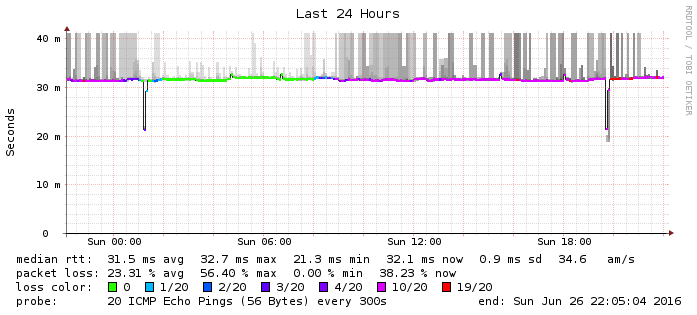 Last 24 Hours
RRDTOOL / TOBI OETIKER
Seconds
40 m
30 m
20 m
10 m
0
Sun 00:00 Sun 06:00 Sun 12:00 Sun 18:00
median rtt: 31.5 ms avg 32.7 ms max 21.3 ms min 32.1 ms now 0.9 ms sd 34.6 am/s
packet loss: 23.31 % avg 56.40 % max 0.00 % min 38.23 % now
loss color: 0 1/20 2/20 3/20 4/20 10/20 19/20
probe: 20 ICMP Echo Pings (56 Bytes) every 300s end: Sun Jun 26 22:05:04 2016